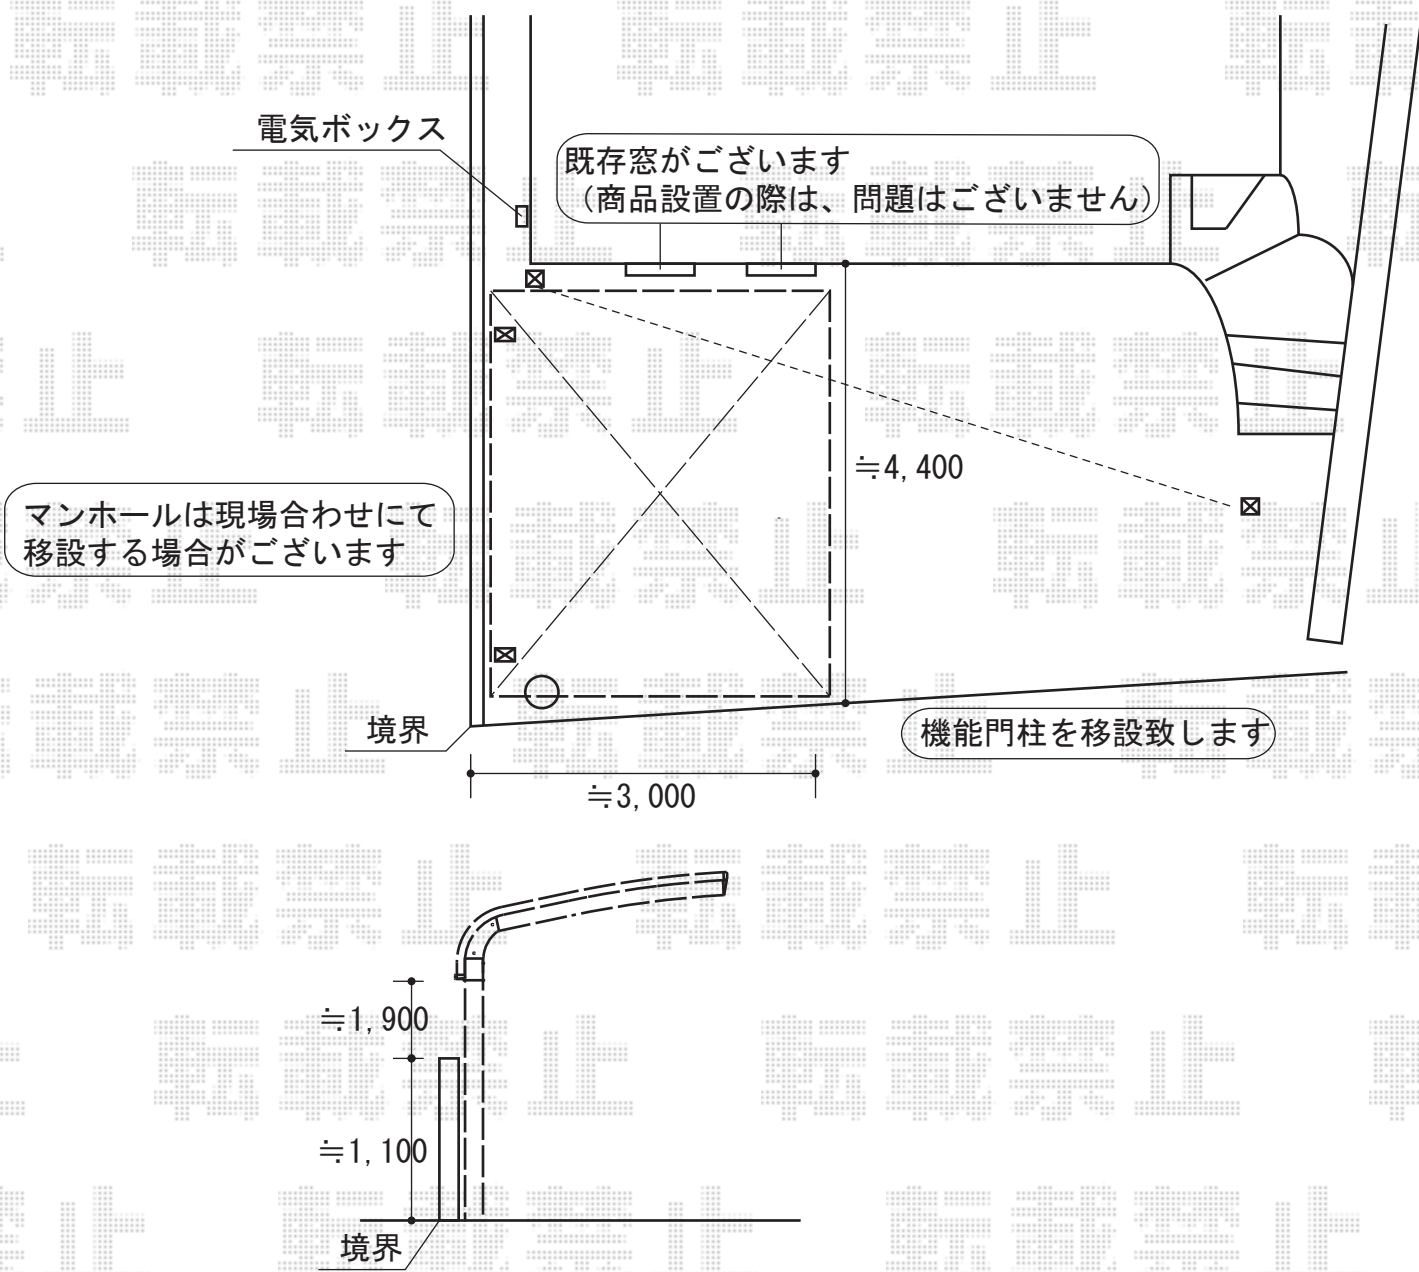 電気ボックス
既存窓がございます
（商品設置の際は、問題はございません）
≒4,400
マンホールは現場合わせにて
移設する場合がございます
境界
機能門柱を移設致します
≒3,000
≒1,900
≒1,100
境界
転載禁止